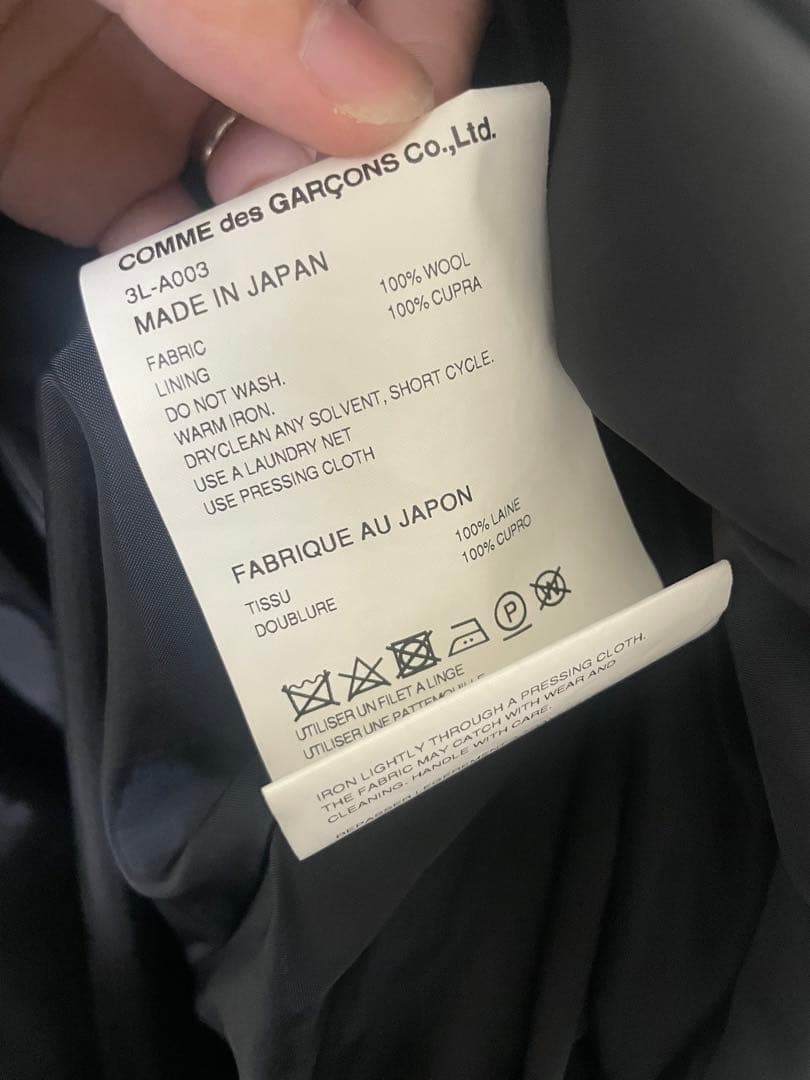 COMME des GARÇONS Co.,Ltd.
3L-A003
MADE IN JAPAN
FABRIC 100% WOOL
LINING 100% CUPRA
DO NOT WASH.
WARM IRON.
DRYCLEAN ANY SOLVENT, SHORT CYCLE.
USE A LAUNDRY NET
USE PRESSING CLOTH
FABRIQUE AU JAPON
TISSU 100% LAINE
DOUBLURE 100% CUPRO
P W
UTILISER UN FILET A LINGE
UTILISER UNE PATTEMOUILLE
IRON LIGHTLY THROUGH A PRESSING CLOTH.
THE FABRIC MAY CATCH WITH WEAR AND
CLEANING. HANDLE WITH CARE.